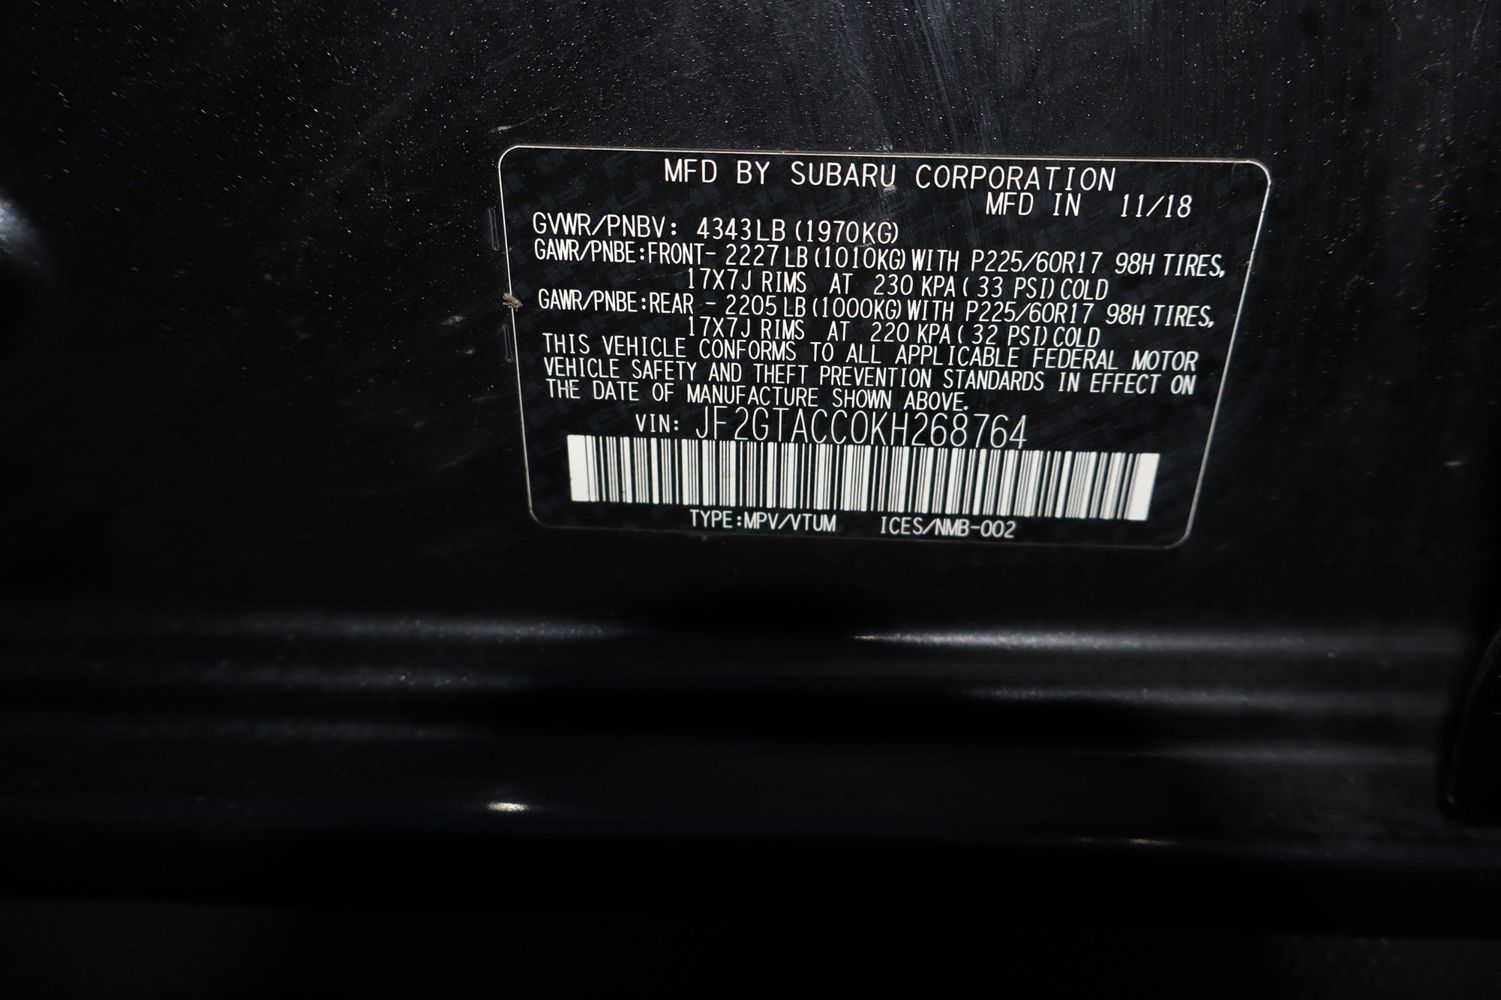 MFD BY SUBARU CORPORATION
MFD IN 11/18
GVWR/PNBV: 4343LB (1970KG)
GAWR/PNBE:FRONT- 2227 LB (1010KG) WITH P225/60R17 98H TIRES,
17X7J RIMS AT 230 KPA ( 33 PSI) COLD
GAWR/PNBE:REAR - 2205 LB (1000KG) WITH P225/60R17 98H TIRES,
17X7J RIMS AT 220 KPA ( 32 PSI) COLD
THIS VEHICLE CONFORMS TO ALL APPLICABLE FEDERAL MOTOR
VEHICLE SAFETY AND THEFT PREVENTION STANDARDS IN EFFECT ON
THE DATE OF MANUFACTURE SHOWN ABOVE.
VIN: JF2GTACC0KH268764
TYPE:MPV/VTUM ICES/NMB-002